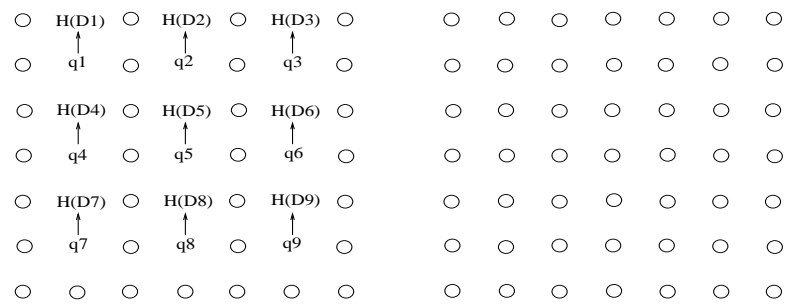 H(D1) H(D2) H(D3)
q1 q2 q3
H(D4) H(D5) H(D6)
q4 q5 q6
H(D7) H(D8) H(D9)
q7 q8 q9